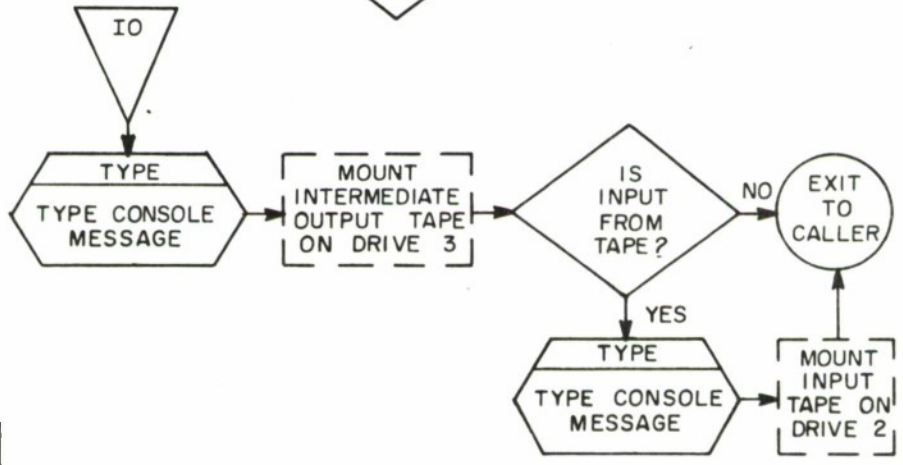 IO
TYPE
TYPE CONSOLE
MESSAGE
MOUNT
INTERMEDIATE
OUTPUT TAPE
ON DRIVE 3
IS
INPUT
FROM
TAPE?
NO
EXIT
TO
CALLER
YES
TYPE
TYPE CONSOLE
MESSAGE
MOUNT
INPUT
TAPE ON
DRIVE 2